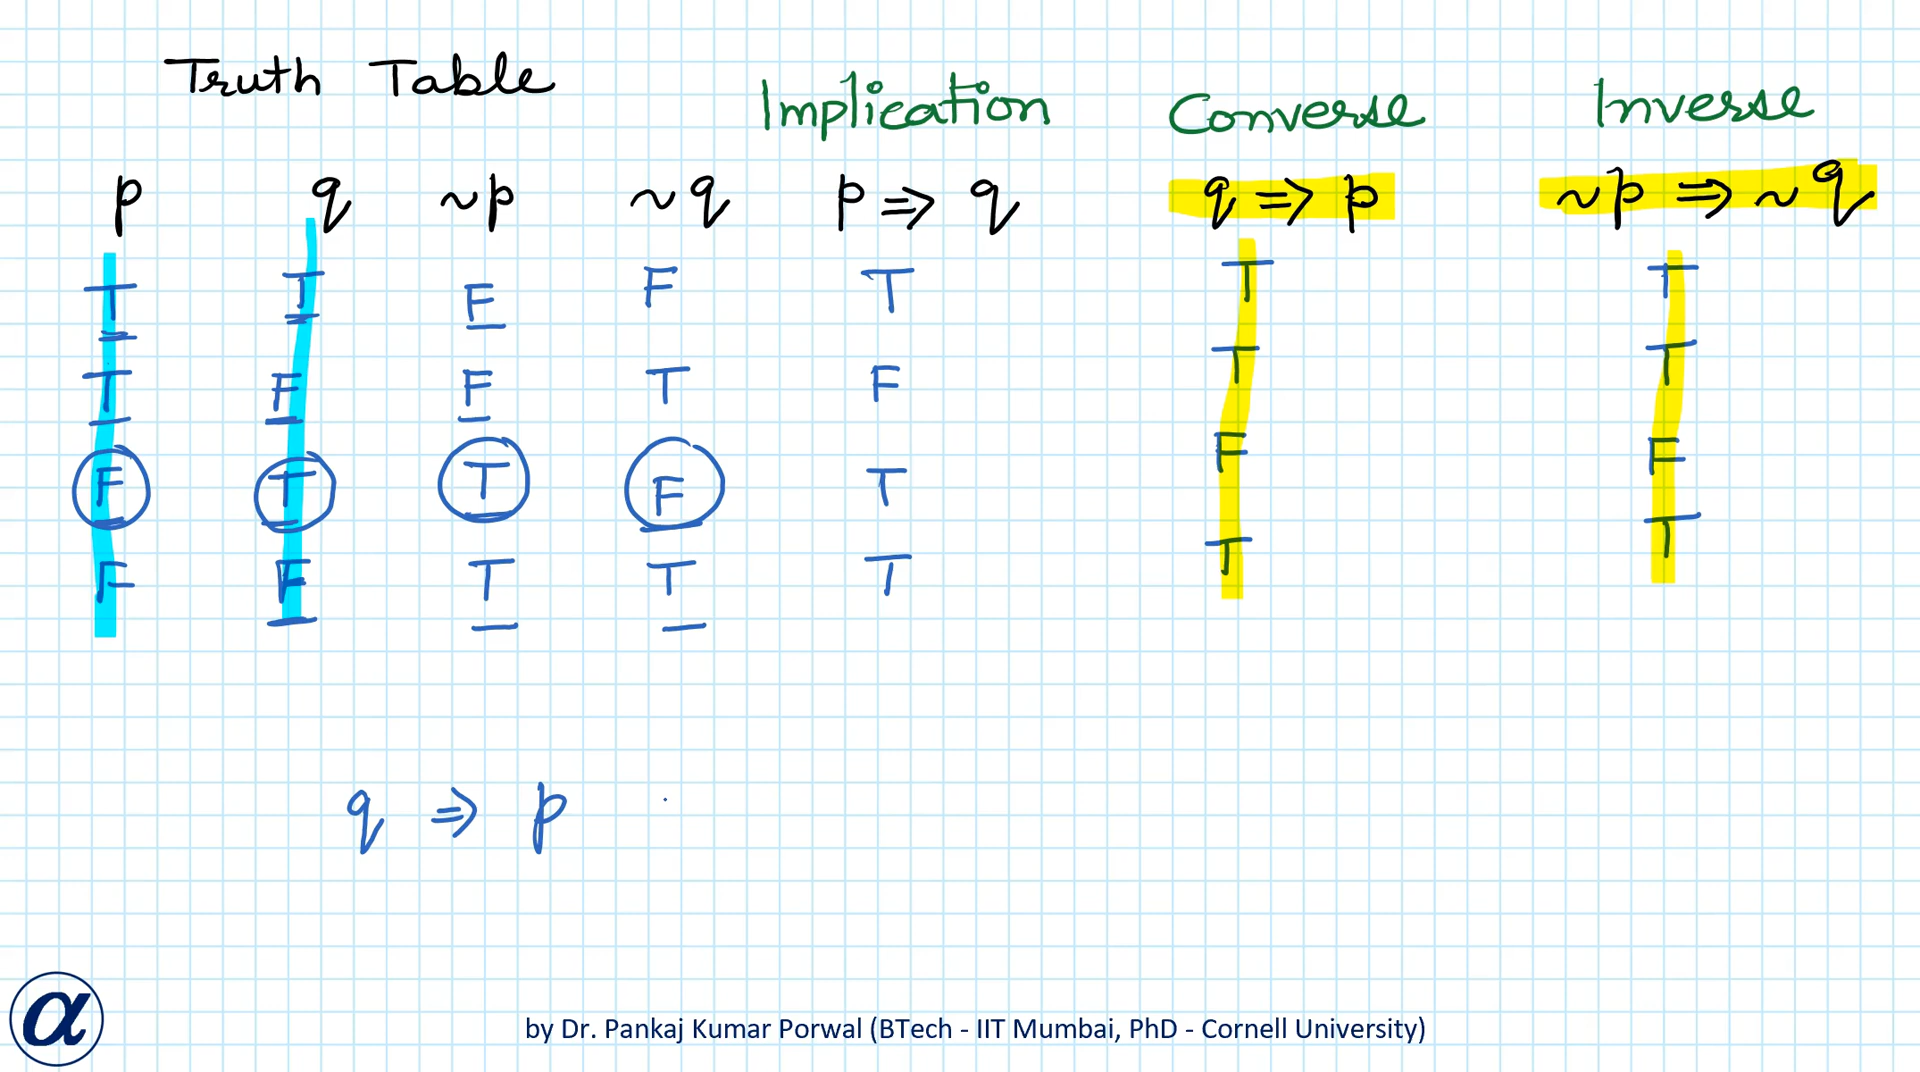 Truth Table
Implication Converse Inverse
p q ~p ~q p ⇒ q q ⇒ p ~p ⇒ ~q
T T F F T T T
T F F T F T T
F T T F T F F
F F T T T T T
q ⇒ p
α
by Dr. Pankaj Kumar Porwal (BTech - IIT Mumbai, PhD - Cornell University)